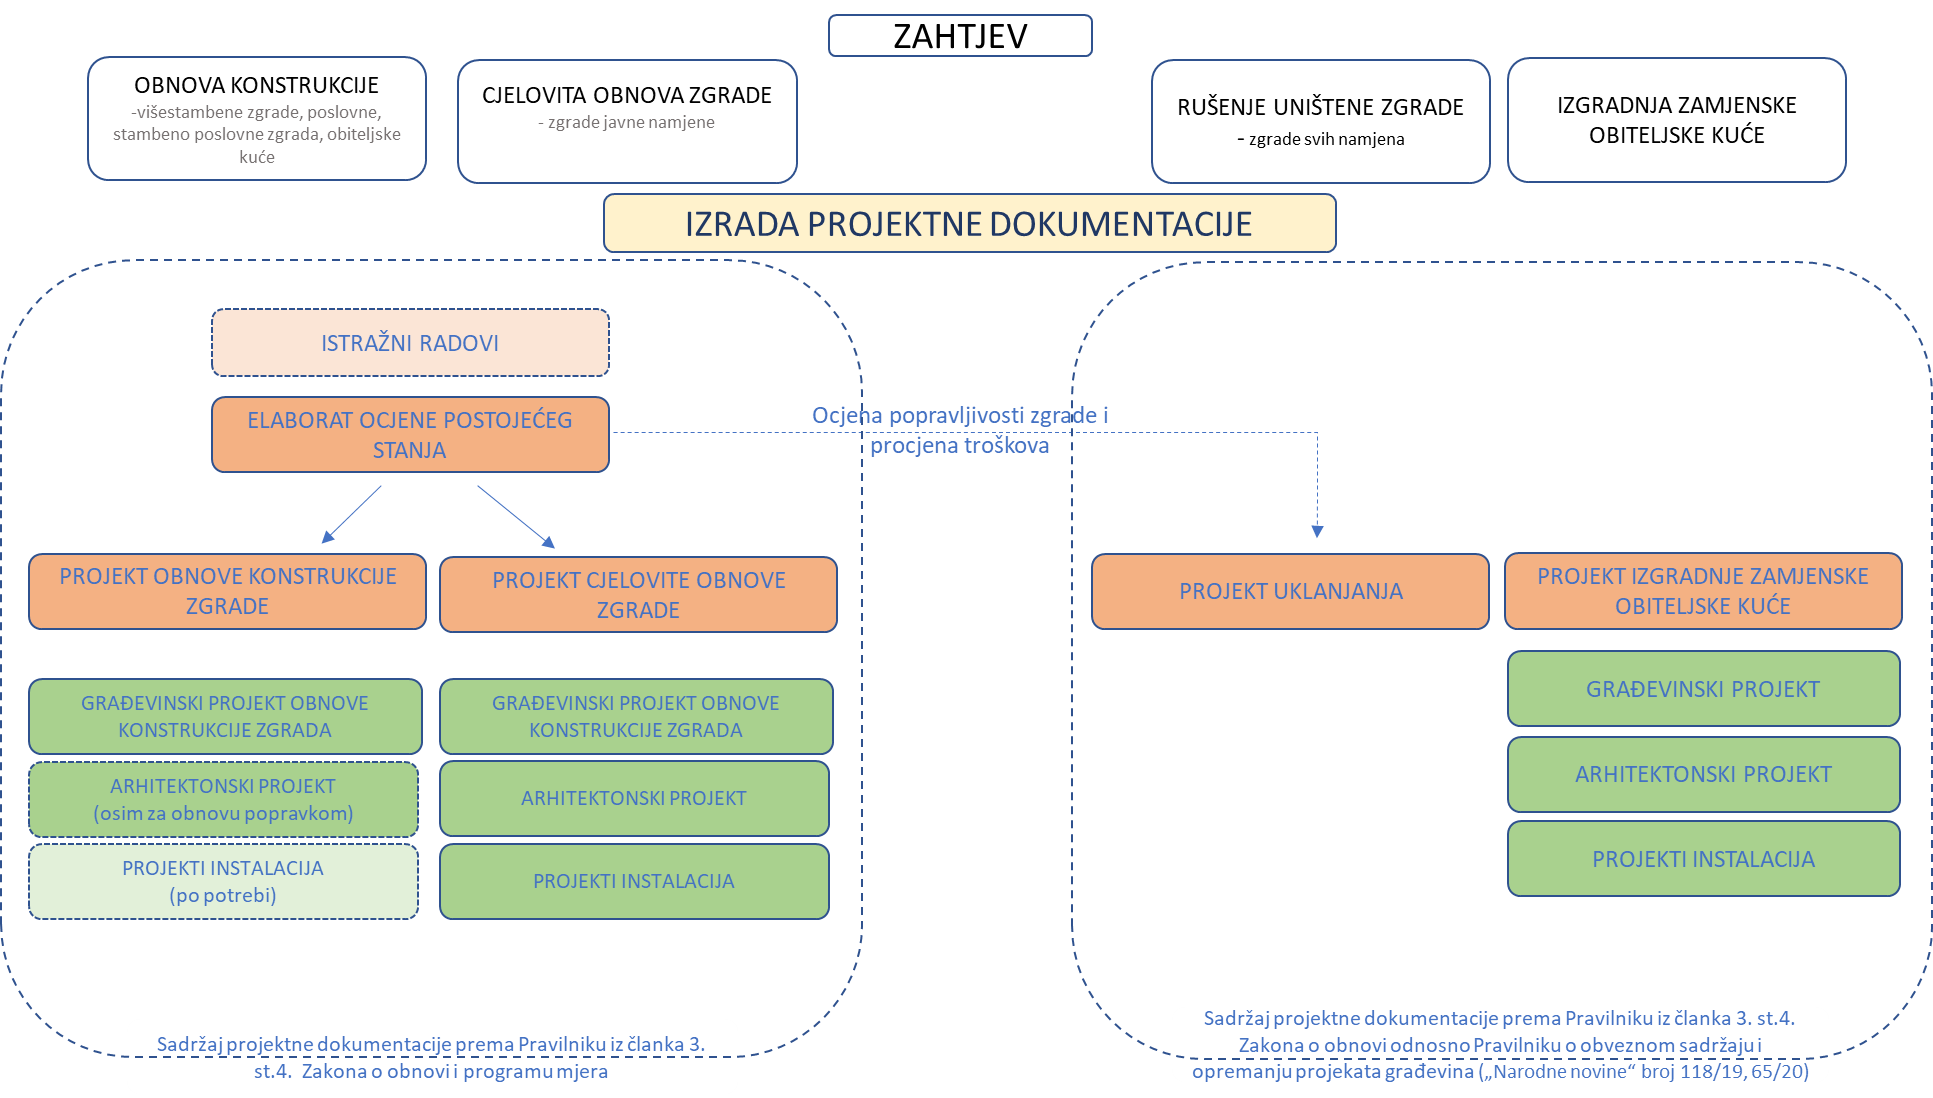 ZAHTJEV
OBNOVA KONSTRUKCIJE
-višestambene zgrade, poslovne,
stambeno poslovne zgrada, obiteljske
kuće
CJELOVITA OBNOVA ZGRADE
- zgrade javne namjene
RUŠENJE UNIŠTENE ZGRADE
- zgrade svih namjena
IZGRADNJA ZAMJENSKE
OBITELJSKE KUĆE
IZRADA PROJEKTNE DOKUMENTACIJE
ISTRAŽNI RADOVI
ELABORAT OCJENE POSTOJEĆEG
STANJA
Ocjena popravljivosti zgrade i
procjena troškova
PROJEKT OBNOVE KONSTRUKCIJE
ZGRADE
PROJEKT CJELOVITE OBNOVE
ZGRADE
PROJEKT UKLANJANJA
PROJEKT IZGRADNJE ZAMJENSKE
OBITELJSKE KUĆE
GRAĐEVINSKI PROJEKT OBNOVE
KONSTRUKCIJE ZGRADA
ARHITEKTONSKI PROJEKT
(osim za obnovu popravkom)
PROJEKTI INSTALACIJA
(po potrebi)
GRAĐEVINSKI PROJEKT OBNOVE
KONSTRUKCIJE ZGRADA
ARHITEKTONSKI PROJEKT
PROJEKTI INSTALACIJA
GRAĐEVINSKI PROJEKT
ARHITEKTONSKI PROJEKT
PROJEKTI INSTALACIJA
Sadržaj projektne dokumentacije prema Pravilniku iz članka 3.
st.4. Zakona o obnovi i programu mjera
Sadržaj projektne dokumentacije prema Pravilniku iz članka 3. st.4.
Zakona o obnovi odnosno Pravilniku o obveznom sadržaju i
opremanju projekata građevina („Narodne novine“ broj 118/19, 65/20)